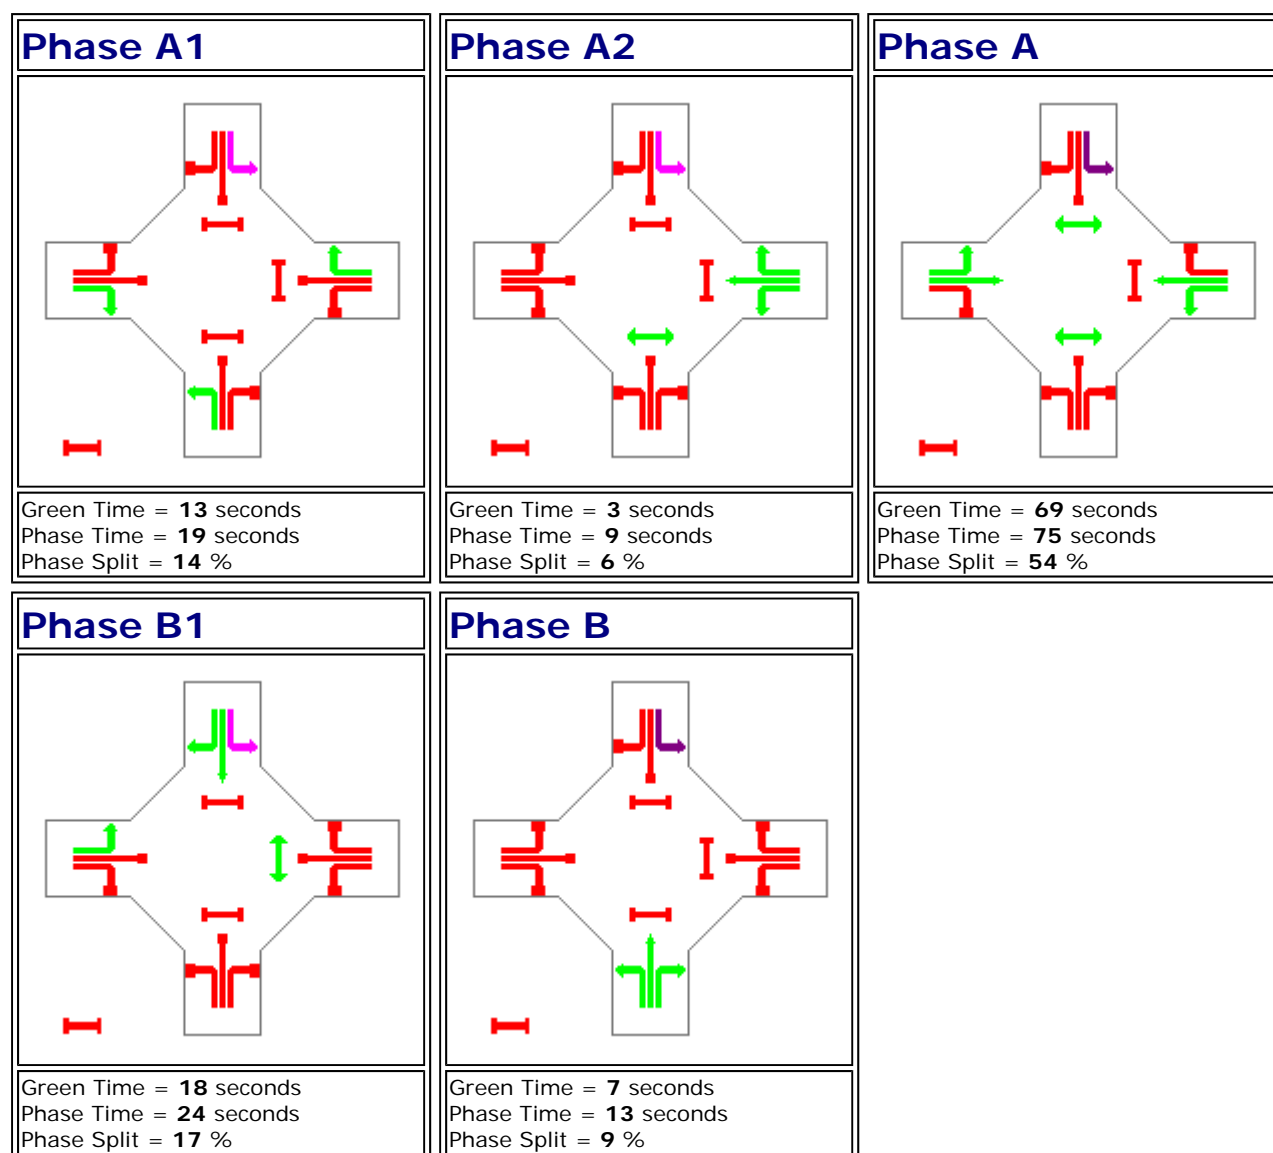 Phase A1
Phase A2
Phase A
Green Time = 13 seconds
Phase Time = 19 seconds
Phase Split = 14 %
Green Time = 3 seconds
Phase Time = 9 seconds
Phase Split = 6 %
Green Time = 69 seconds
Phase Time = 75 seconds
Phase Split = 54 %
Phase B1
Phase B
Green Time = 18 seconds
Phase Time = 24 seconds
Phase Split = 17 %
Green Time = 7 seconds
Phase Time = 13 seconds
Phase Split = 9 %